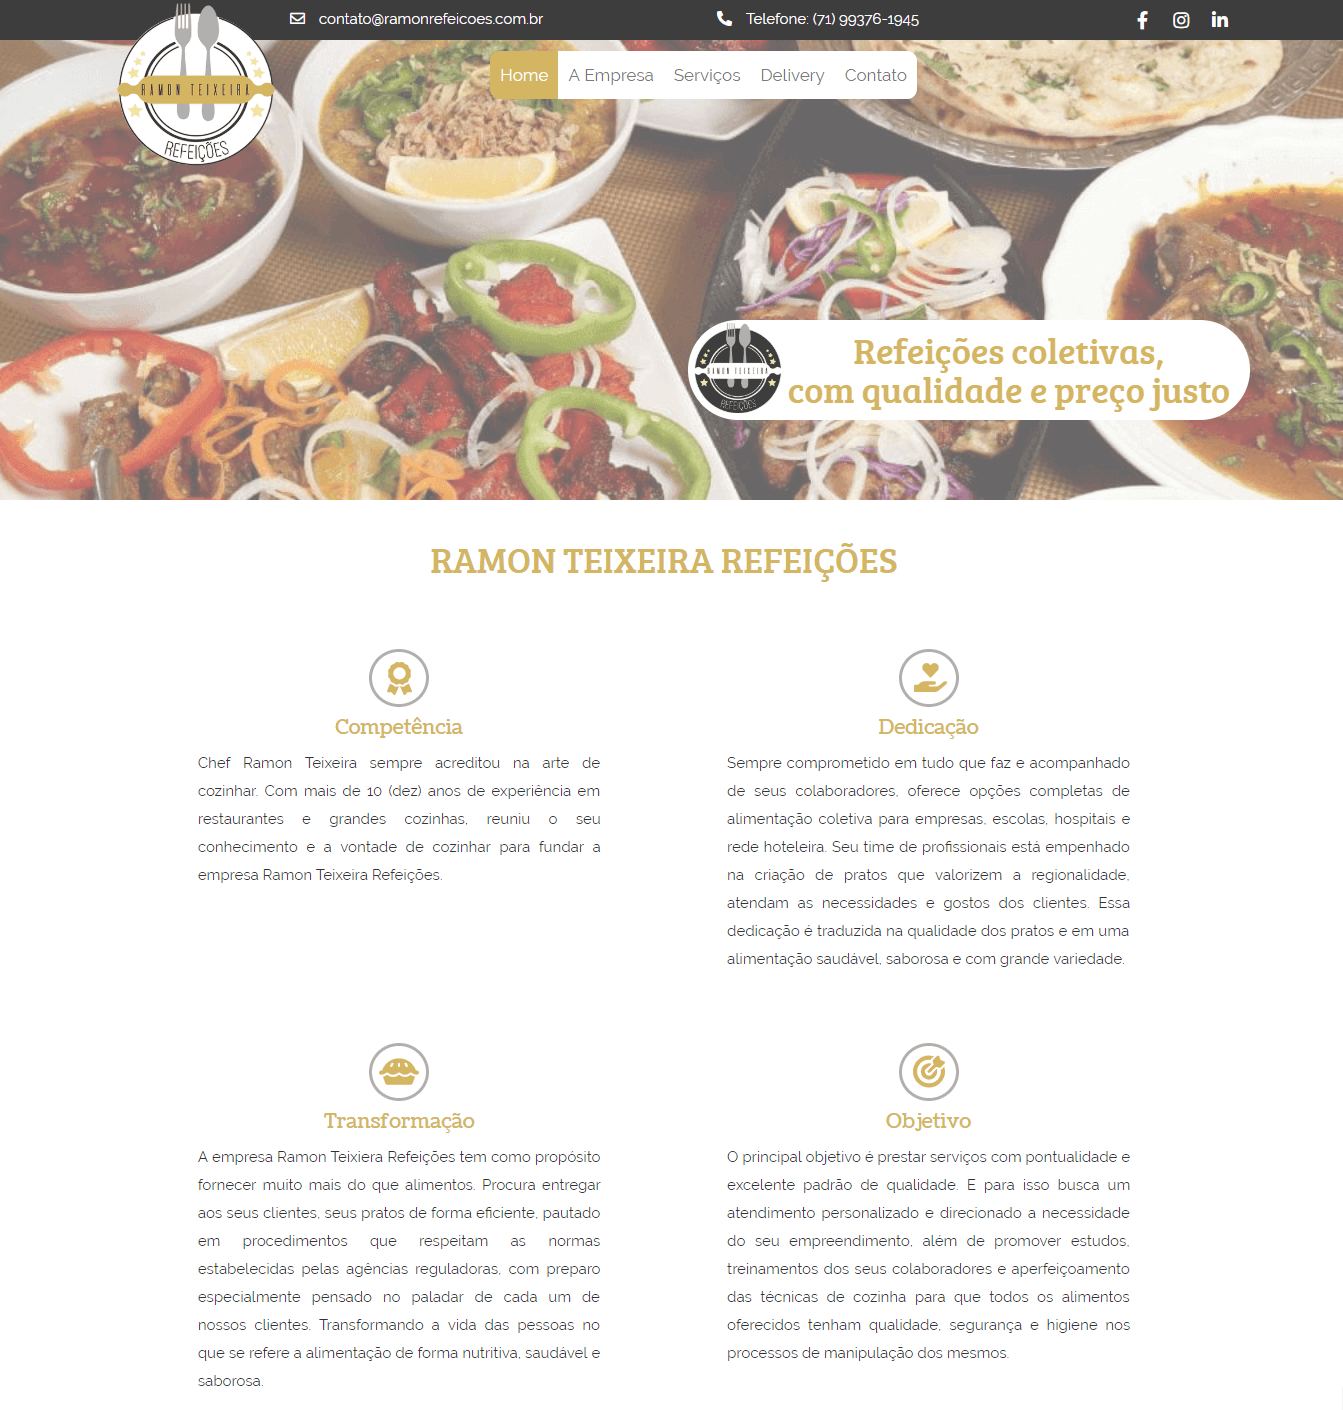 contato@ramonrefeicoes.com.br
Telefone: (71) 99376-1945
RAMON TEIXEIRA
REFEIÇÕES
Home
A Empresa
Serviços
Delivery
Contato
RAMON TEIXEIRA
REFEIÇÕES
Refeições coletivas,
com qualidade e preço justo
RAMON TEIXEIRA REFEIÇÕES
Competência
Chef Ramon Teixeira sempre acreditou na arte de
cozinhar. Com mais de 10 (dez) anos de experiência em
restaurantes e grandes cozinhas, reuniu o seu
conhecimento e a vontade de cozinhar para fundar a
empresa Ramon Teixeira Refeições.
Dedicação
Sempre comprometido em tudo que faz e acompanhado
de seus colaboradores, oferece opções completas de
alimentação coletiva para empresas, escolas, hospitais e
rede hoteleira. Seu time de profissionais está empenhado
na criação de pratos que valorizem a regionalidade,
atendam as necessidades e gostos dos clientes. Essa
dedicação é traduzida na qualidade dos pratos e em uma
alimentação saudável, saborosa e com grande variedade.
Transformação
A empresa Ramon Teixiera Refeições tem como propósito
fornecer muito mais do que alimentos. Procura entregar
aos seus clientes, seus pratos de forma eficiente, pautado
em procedimentos que respeitam as normas
estabelecidas pelas agências reguladoras, com preparo
especialmente pensado no paladar de cada um de
nossos clientes. Transformando a vida das pessoas no
que se refere a alimentação de forma nutritiva, saudável e
saborosa.
Objetivo
O principal objetivo é prestar serviços com pontualidade e
excelente padrão de qualidade. E para isso busca um
atendimento personalizado e direcionado a necessidade
do seu empreendimento, além de promover estudos,
treinamentos dos seus colaboradores e aperfeiçoamento
das técnicas de cozinha para que todos os alimentos
oferecidos tenham qualidade, segurança e higiene nos
processos de manipulação dos mesmos.